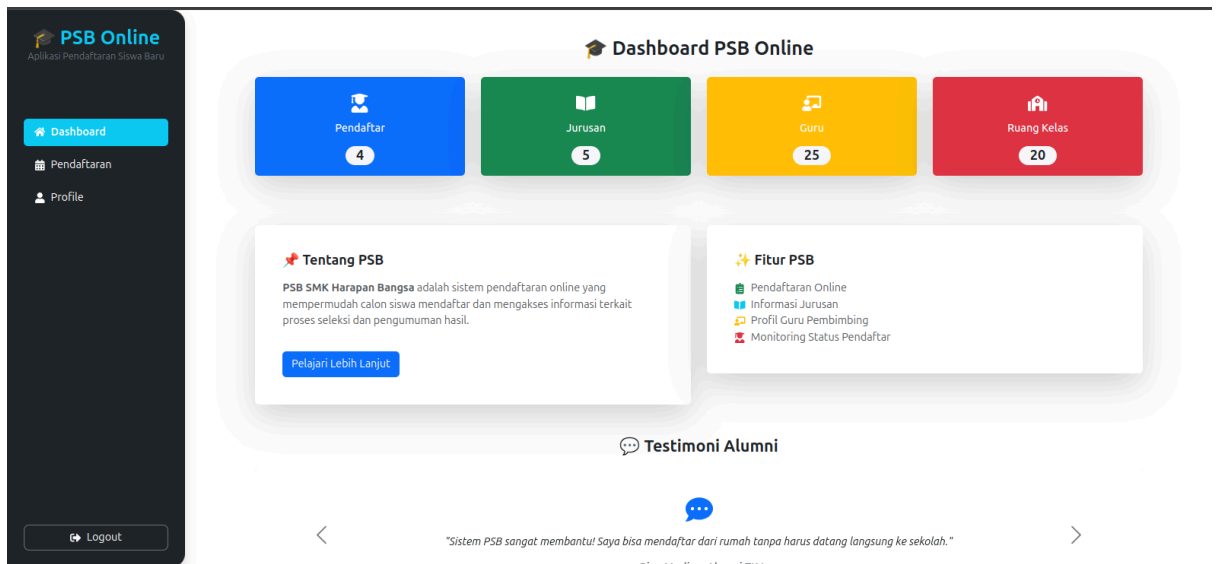 PSB Online
Aplikasi Pendaftaran Siswa Baru
Dashboard
Pendaftaran
Profile
Logout
Dashboard PSB Online
Pendaftar
4
Jurusan
5
Guru
25
Ruang Kelas
20
Tentang PSB
PSB SMK Harapan Bangsa adalah sistem pendaftaran online yang
mempermudah calon siswa mendaftar dan mengakses informasi terkait
proses seleksi dan pengumuman hasil.
Pelajari Lebih Lanjut
Fitur PSB
Pendaftaran Online
Informasi Jurusan
Profil Guru Pembimbing
Monitoring Status Pendaftar
Testimoni Alumni
"Sistem PSB sangat membantu! Saya bisa mendaftar dari rumah tanpa harus datang langsung ke sekolah."